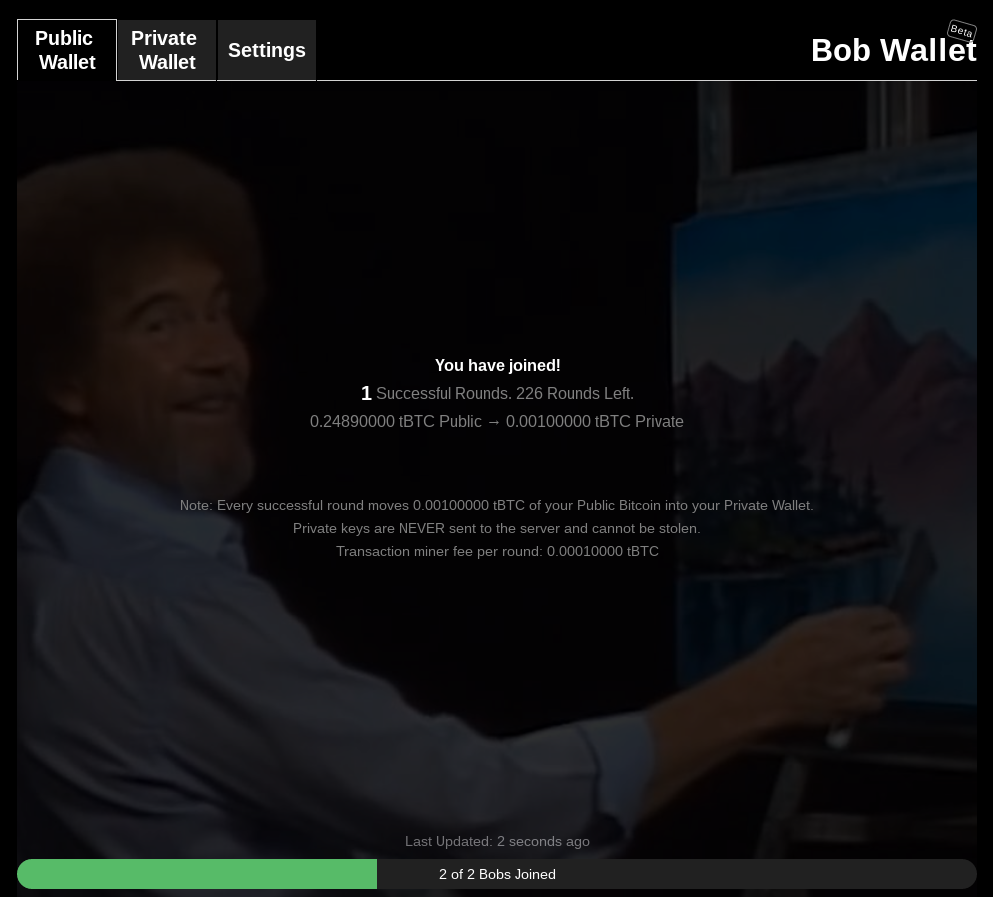 Public Wallet
Private Wallet
Settings
Bob Wallet
Beta
You have joined!
1 Successful Rounds. 226 Rounds Left.
0.24890000 tBTC Public → 0.00100000 tBTC Private
Note: Every successful round moves 0.00100000 tBTC of your Public Bitcoin into your Private Wallet.
Private keys are NEVER sent to the server and cannot be stolen.
Transaction miner fee per round: 0.00010000 tBTC
Last Updated: 2 seconds ago
2 of 2 Bobs Joined